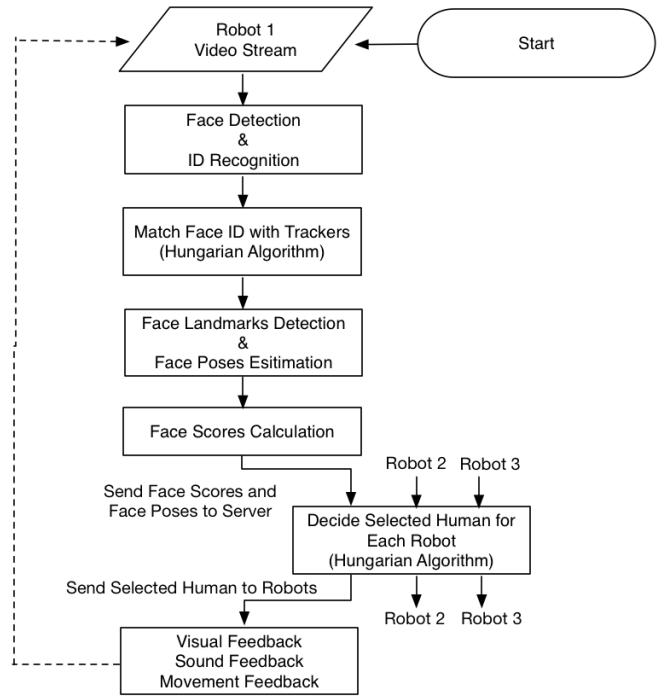 Robot 1
Video Stream
Start
Face Detection
&
ID Recognition
Match Face ID with Trackers
(Hungarian Algorithm)
Face Landmarks Detection
&
Face Poses Esitimation
Face Scores Calculation
Robot 2
Robot 3
Send Face Scores and
Face Poses to Server
Decide Selected Human for
Each Robot
(Hungarian Algorithm)
Send Selected Human to Robots
Robot 2
Robot 3
Visual Feedback
Sound Feedback
Movement Feedback